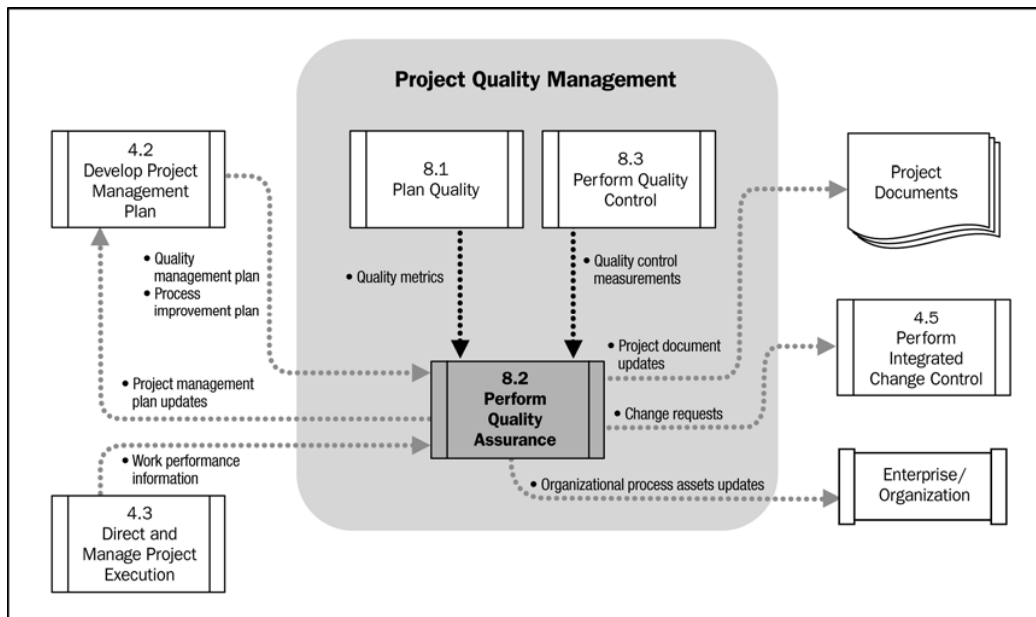 Project Quality Management
4.2
Develop Project
Management
Plan
8.1
Plan Quality
8.3
Perform Quality
Control
Project
Documents
• Quality
management plan
• Process
improvement plan
• Quality metrics
• Quality control
measurements
4.5
Perform
Integrated
Change Control
• Project document
updates
8.2
Perform
Quality
Assurance
• Project management
plan updates
• Change requests
• Work performance
information
• Organizational process assets updates
Enterprise/
Organization
4.3
Direct and
Manage Project
Execution